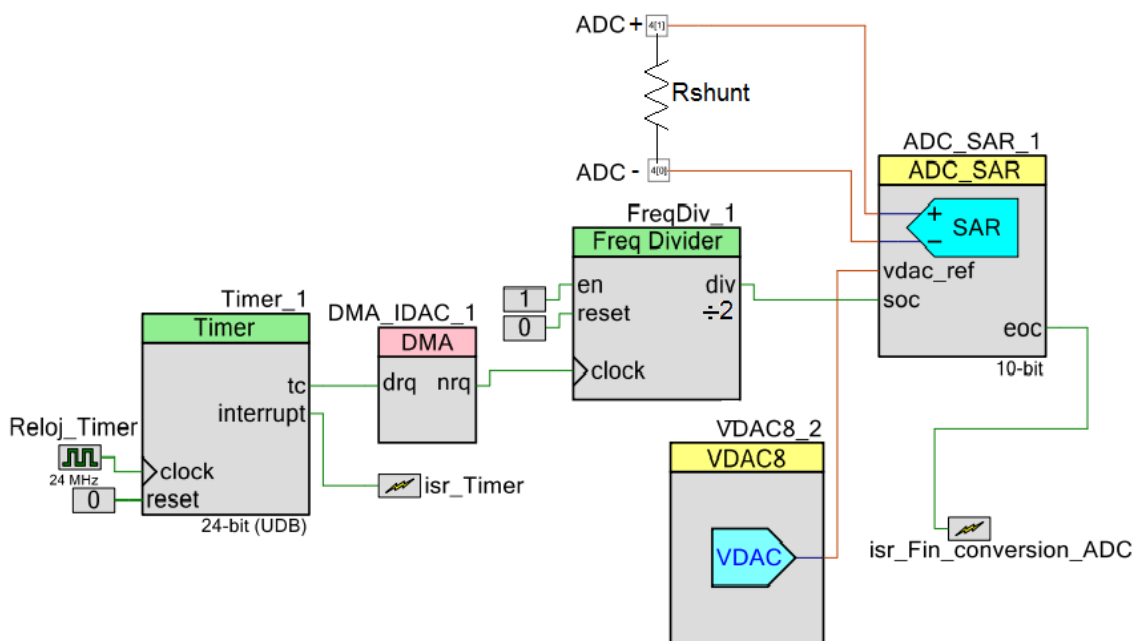 ADC +
4[1]
Rshunt
ADC -
4[0]
ADC_SAR_1
ADC_SAR
+
SAR
-
vdac_ref
soc
eoc
10-bit
FreqDiv_1
Freq Divider
en
div
1
reset
÷2
0
clock
Timer_1
Timer
tc
interrupt
Reloj_Timer
clock
24 MHz
0
reset
24-bit (UDB)
DMA_IDAC_1
DMA
drq nrq
isr_Timer
VDAC8_2
VDAC8
VDAC
isr_Fin_conversion_ADC